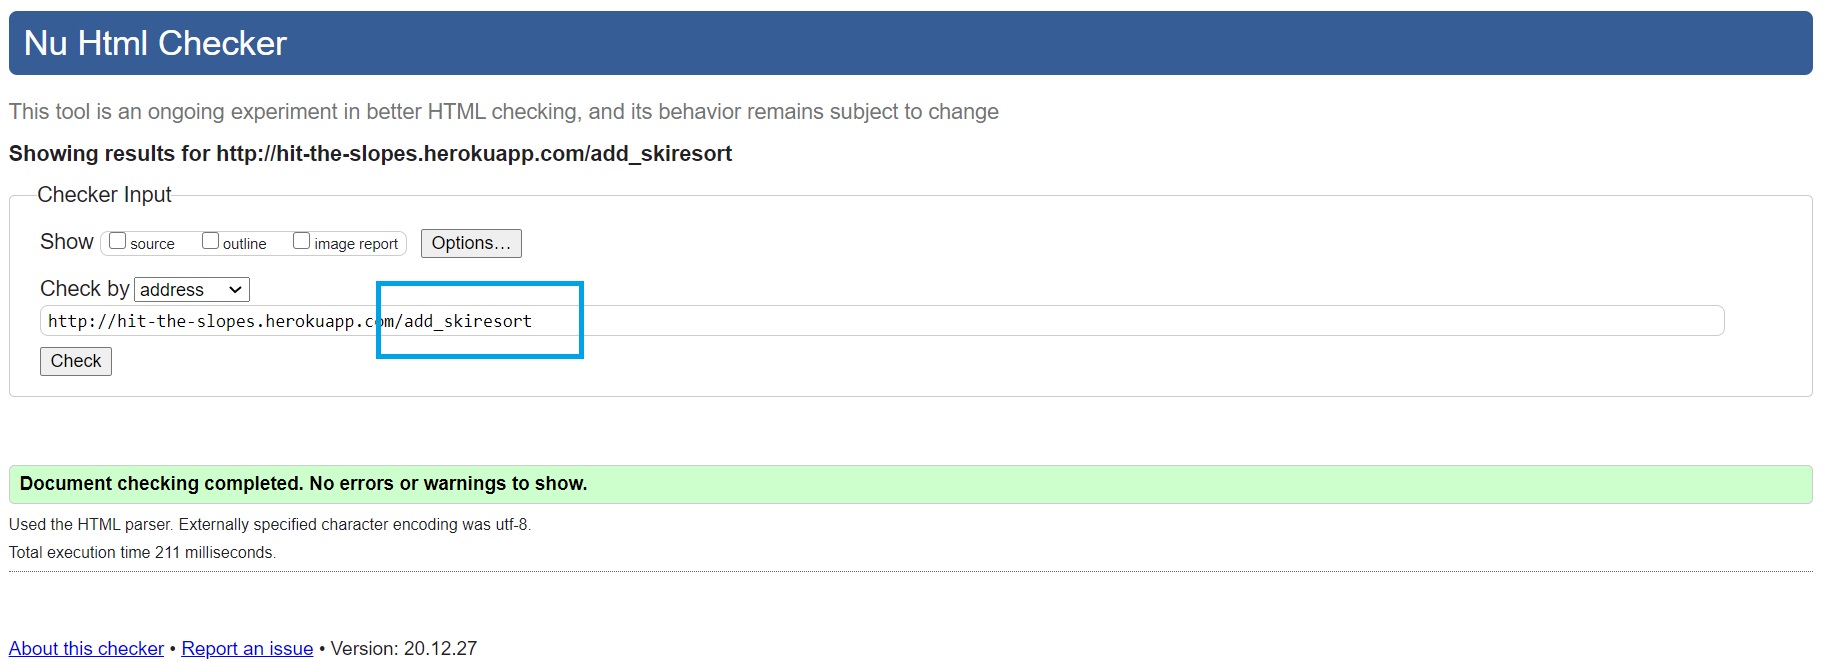 Nu Html Checker
This tool is an ongoing experiment in better HTML checking, and its behavior remains subject to change
Showing results for http://hit-the-slopes.herokuapp.com/add_skiresort
Checker Input
Show source outline image report Options...
Check by address
http://hit-the-slopes.herokuapp.com/add_skiresort
Check
Document checking completed. No errors or warnings to show.
Used the HTML parser. Externally specified character encoding was utf-8.
Total execution time 211 milliseconds.
About this checker • Report an issue • Version: 20.12.27